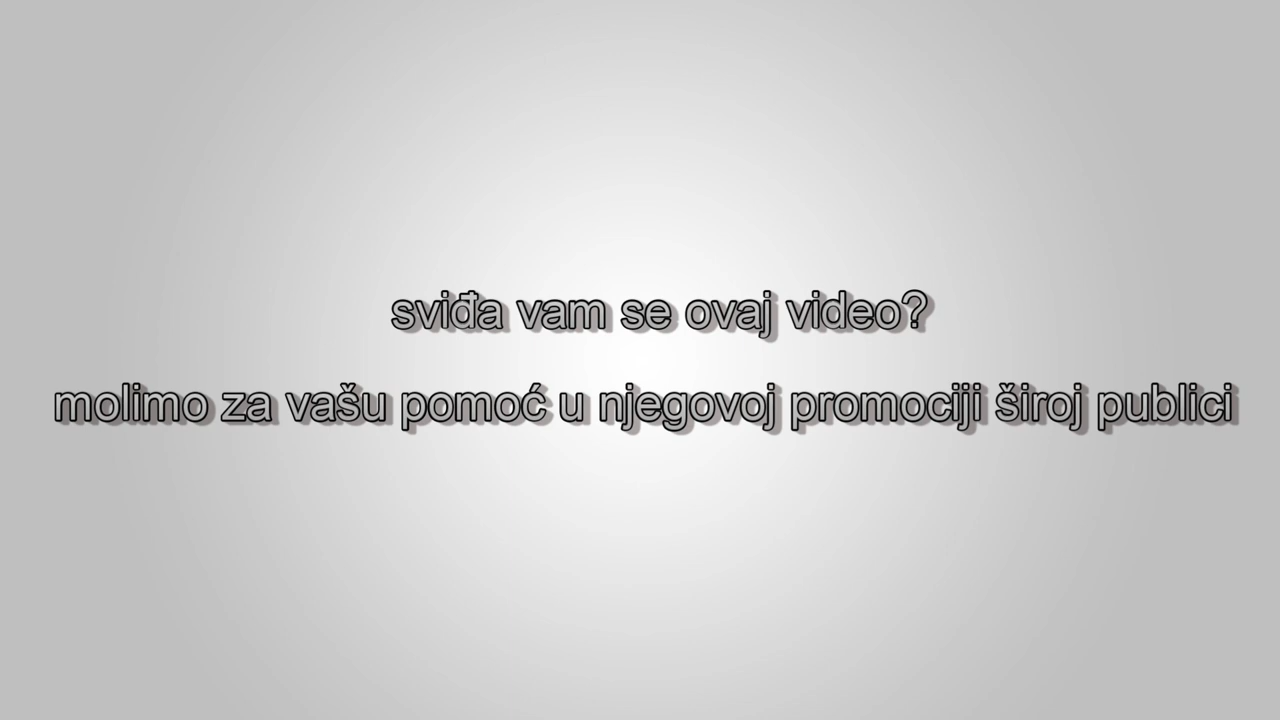 sviđa vam se ovaj video?
molimo za vašu pomoć u njegovoj promociji široj publici